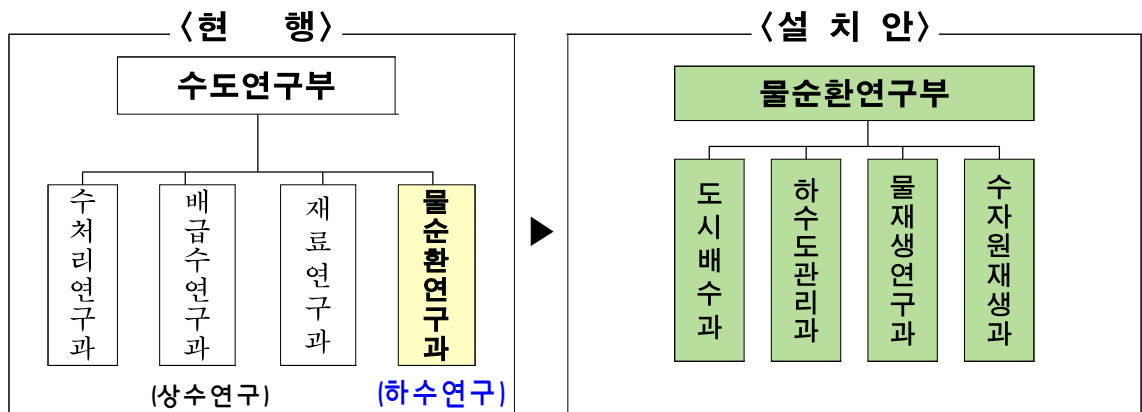 〈현 행〉
수도연구부
수처리연구과
배급수연구과
재료연구과
물순환연구과
(상수연구)
(하수연구)
▶
〈설 치 안〉
물순환연구부
도시배수과
하수도관리과
물재생연구과
수자원재생과